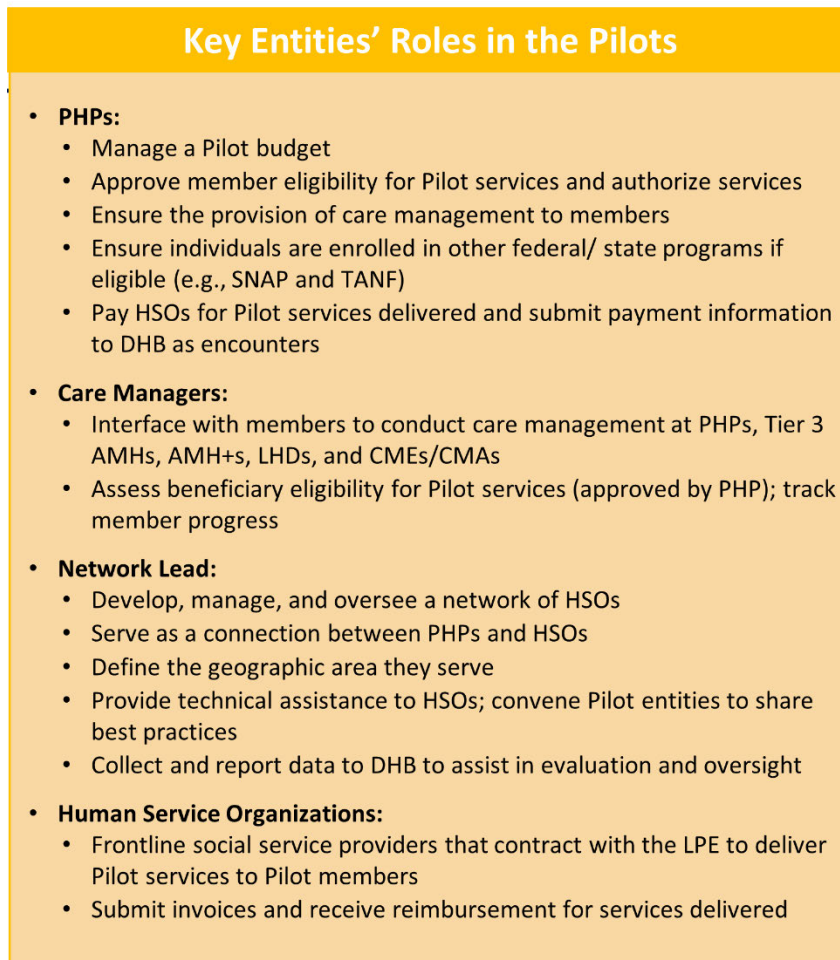 Key Entities' Roles in the Pilots
• PHPs:
• Manage a Pilot budget
• Approve member eligibility for Pilot services and authorize services
• Ensure the provision of care management to members
• Ensure individuals are enrolled in other federal/ state programs if
eligible (e.g., SNAP and TANF)
• Pay HSOs for Pilot services delivered and submit payment information
to DHB as encounters
• Care Managers:
• Interface with members to conduct care management at PHPs, Tier 3
AMHs, AMH+s, LHDs, and CMEs/CMAs
• Assess beneficiary eligibility for Pilot services (approved by PHP); track
member progress
• Network Lead:
• Develop, manage, and oversee a network of HSOs
• Serve as a connection between PHPs and HSOs
• Define the geographic area they serve
• Provide technical assistance to HSOs; convene Pilot entities to share
best practices
• Collect and report data to DHB to assist in evaluation and oversight
• Human Service Organizations:
• Frontline social service providers that contract with the LPE to deliver
Pilot services to Pilot members
• Submit invoices and receive reimbursement for services delivered